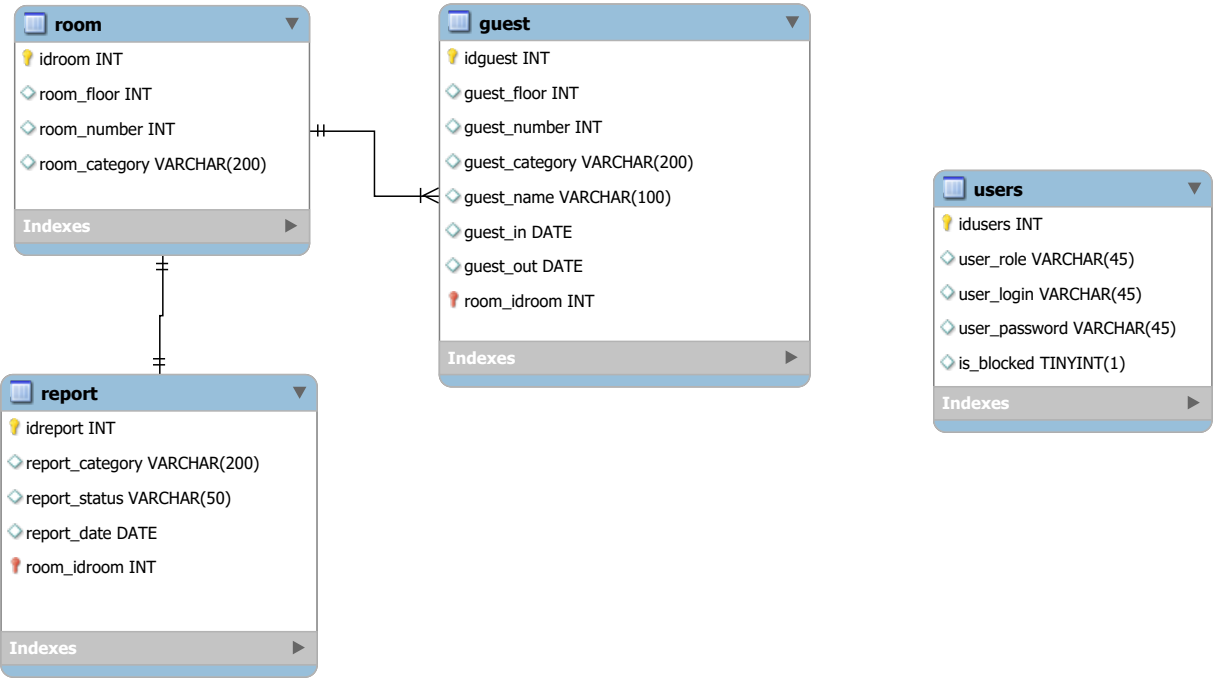 room
idroom INT
room_floor INT
room_number INT
room_category VARCHAR(200)
Indexes
guest
idguest INT
guest_floor INT
guest_number INT
guest_category VARCHAR(200)
guest_name VARCHAR(100)
guest_in DATE
guest_out DATE
room_idroom INT
Indexes
users
idusers INT
user_role VARCHAR(45)
user_login VARCHAR(45)
user_password VARCHAR(45)
is_blocked TINYINT(1)
Indexes
report
idreport INT
report_category VARCHAR(200)
report_status VARCHAR(50)
report_date DATE
room_idroom INT
Indexes